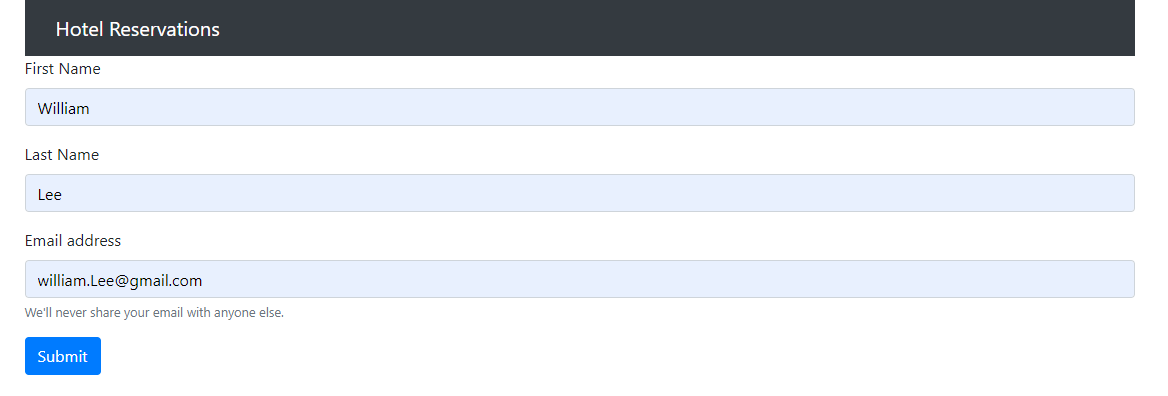 Hotel Reservations
First Name
William
Last Name
Lee
Email address
william.Lee@gmail.com
We'll never share your email with anyone else.
Submit